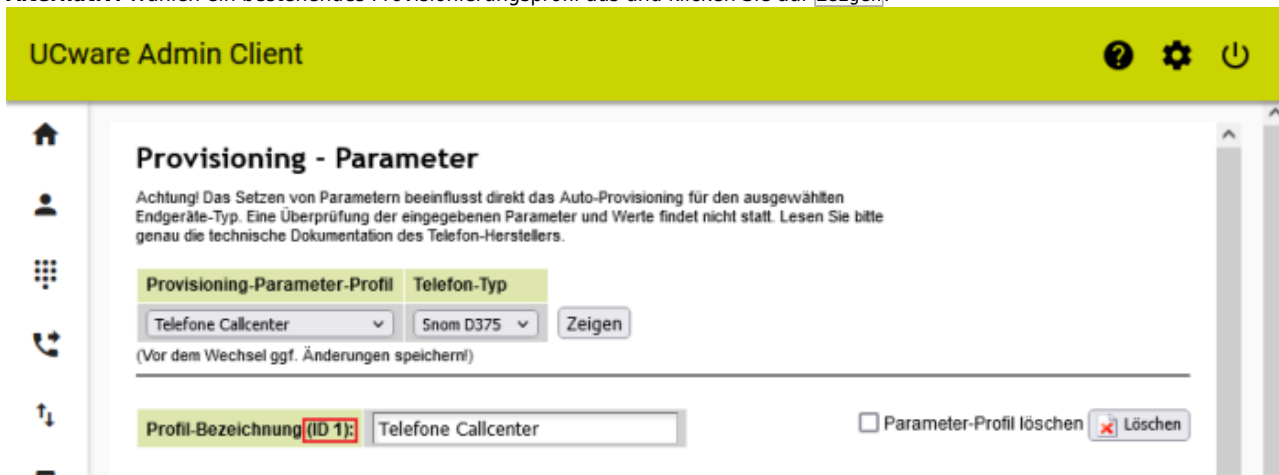 UCware Admin Client
Provisioning - Parameter
Achtung! Das Setzen von Parametern beeinflusst direkt das Auto-Provisioning für den ausgewählten
Endgeräte-Typ. Eine Überprüfung der eingegebenen Parameter und Werte findet nicht statt. Lesen Sie bitte
genau die technische Dokumentation des Telefon-Herstellers.
Provisioning-Parameter-Profil Telefon-Typ
Telefone Callcenter Snom D375 Zeigen
(Vor dem Wechsel ggf. Änderungen speichern!)
Profil-Bezeichnung (ID 1): Telefone Callcenter Parameter-Profil löschen Löschen